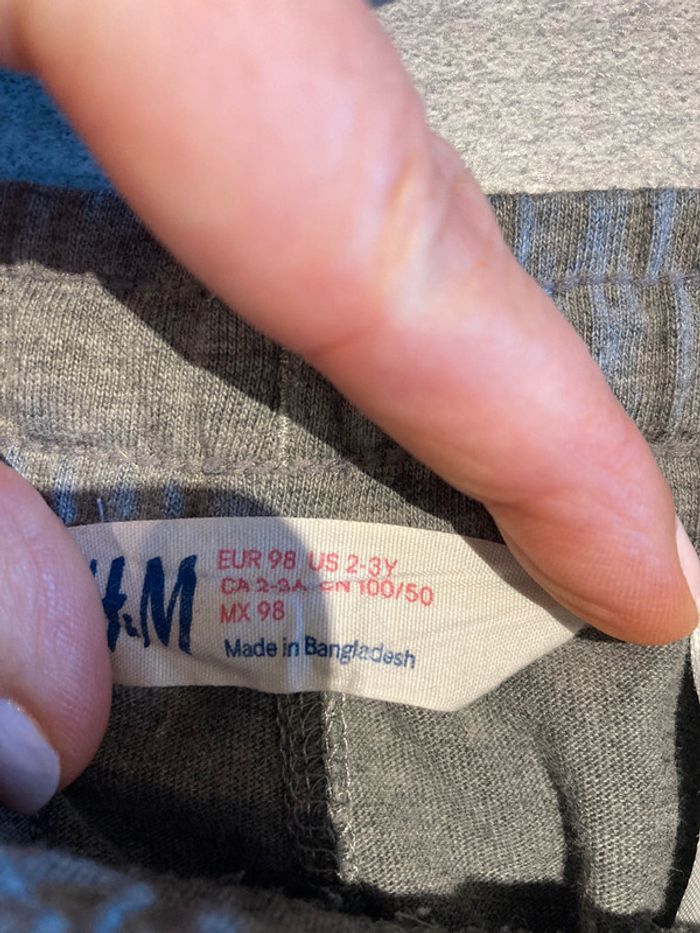 H&M
EUR 98 US 2-3Y
CA 2-3A CN 100/50
MX 98
Made in Bangladesh